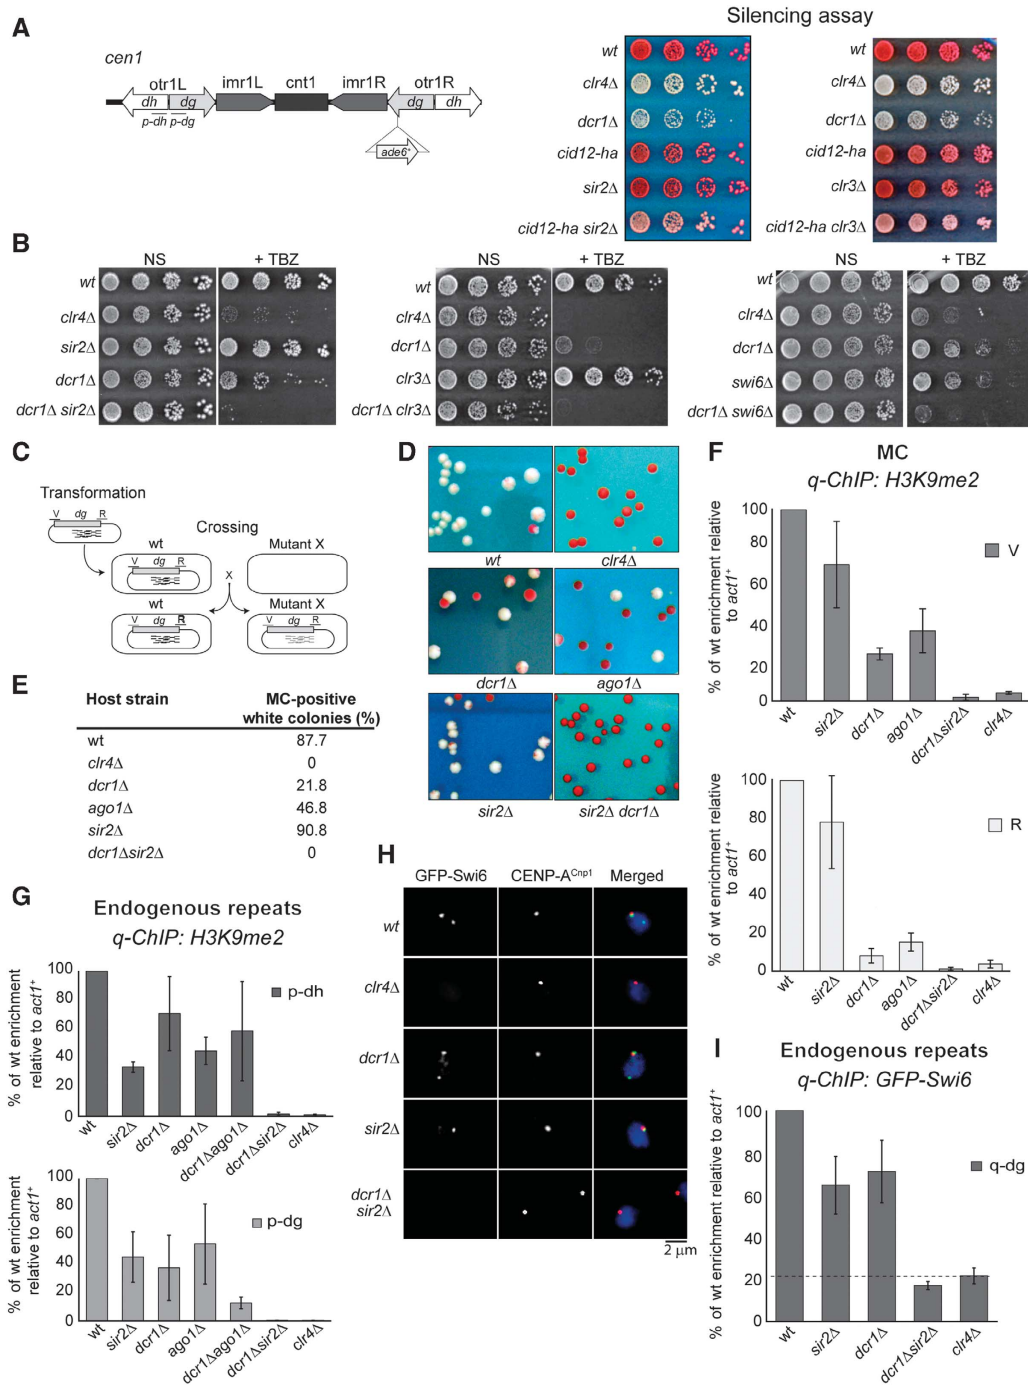 A
cen1
otr1L imr1L cnt1 imr1R otr1R
dh dg dg dh
p-dh p-dg
ade6⁺
Silencing assay
wt
clr4Δ
dcr1Δ
cid12-ha
sir2Δ
cid12-ha sir2Δ
wt
clr4Δ
dcr1Δ
cid12-ha
clr3Δ
cid12-ha clr3Δ
B
NS + TBZ
wt
clr4Δ
sir2Δ
dcr1Δ
dcr1Δ sir2Δ
NS + TBZ
wt
clr4Δ
dcr1Δ
clr3Δ
dcr1Δ clr3Δ
NS + TBZ
wt
clr4Δ
dcr1Δ
swi6Δ
dcr1Δ swi6Δ
C
Transformation
V dg R
Crossing
wt Mutant X
V dg R
X
wt Mutant X
V dg R V dg R
D
wt clr4Δ
dcr1Δ ago1Δ
sir2Δ sir2Δ dcr1Δ
E
Host strain MC-positive
white colonies (%)
wt 87.7
clr4Δ 0
dcr1Δ 21.8
ago1Δ 46.8
sir2Δ 90.8
dcr1Δsir2Δ 0
F
MC
q-ChIP: H3K9me2
% of wt enrichment relative
to act1⁺
100
80
60
40
20
0
V
wt sir2Δ dcr1Δ ago1Δ dcr1Δsir2Δ clr4Δ
% of wt enrichment relative
to act1⁺
100
80
60
40
20
0
R
wt sir2Δ dcr1Δ ago1Δ dcr1Δsir2Δ clr4Δ
G
Endogenous repeats
q-ChIP: H3K9me2
% of wt enrichment
relative to act1⁺
100
80
60
40
20
0
p-dh
wt sir2Δ dcr1Δ ago1Δ dcr1Δago1Δ dcr1Δsir2Δ clr4Δ
% of wt enrichment
relative to act1⁺
100
80
60
40
20
0
p-dg
wt sir2Δ dcr1Δ ago1Δ dcr1Δago1Δ dcr1Δsir2Δ clr4Δ
H
GFP-Swi6 CENP-A^Cnp1 Merged
wt
clr4Δ
dcr1Δ
sir2Δ
dcr1Δ
sir2Δ
2 μm
I
Endogenous repeats
q-ChIP: GFP-Swi6
% of wt enrichment relative to act1⁺
100
80
60
40
20
0
q-dg
wt sir2Δ dcr1Δ dcr1Δsir2Δ clr4Δ